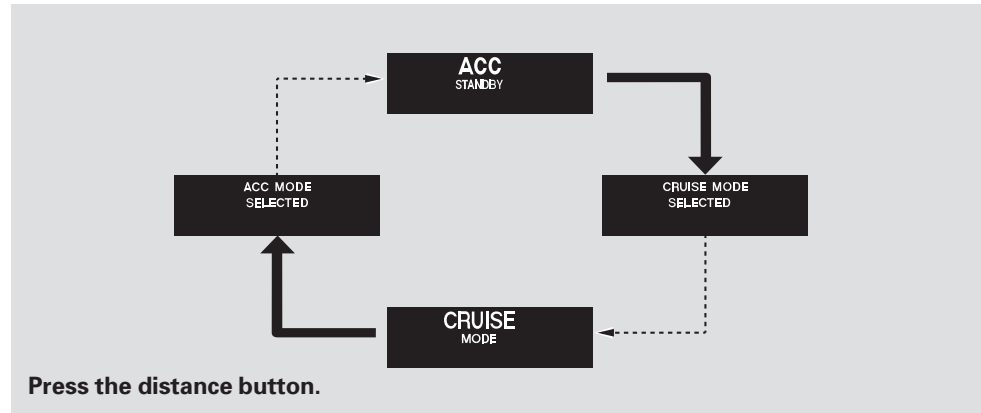 ACC
STANDBY
ACC MODE
SELECTED
CRUISE MODE
SELECTED
CRUISE
MODE
Press the distance button.